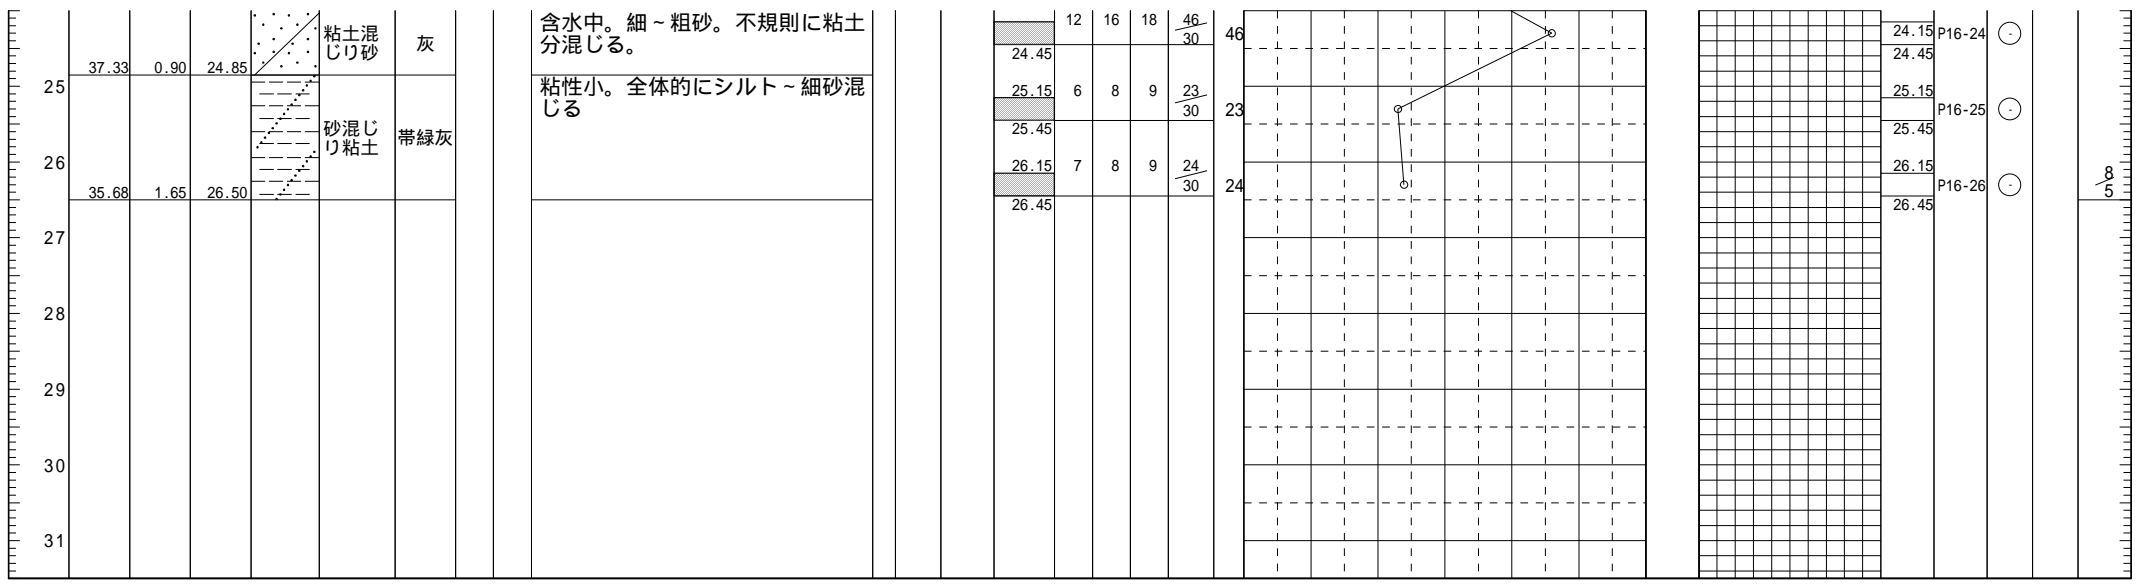 含水中。細～粗砂。不規則に粘土
分混じる。
粘土混
じり砂
灰
37.33 0.90 24.85
12 16 18 46
30
46
24.45
24.15 P16-24 -
24.45
25
粘性小。全体的にシルト～細砂混
じる
砂混じ
り粘土
帯緑灰
25.15 6 8 9 23
30
23
25.45
25.15
P16-25 -
25.45
26
26.15 7 8 9 24
30
24
26.45
26.15
P16-26 -
26.45
8
5
35.68 1.65 26.50
27
28
29
30
31